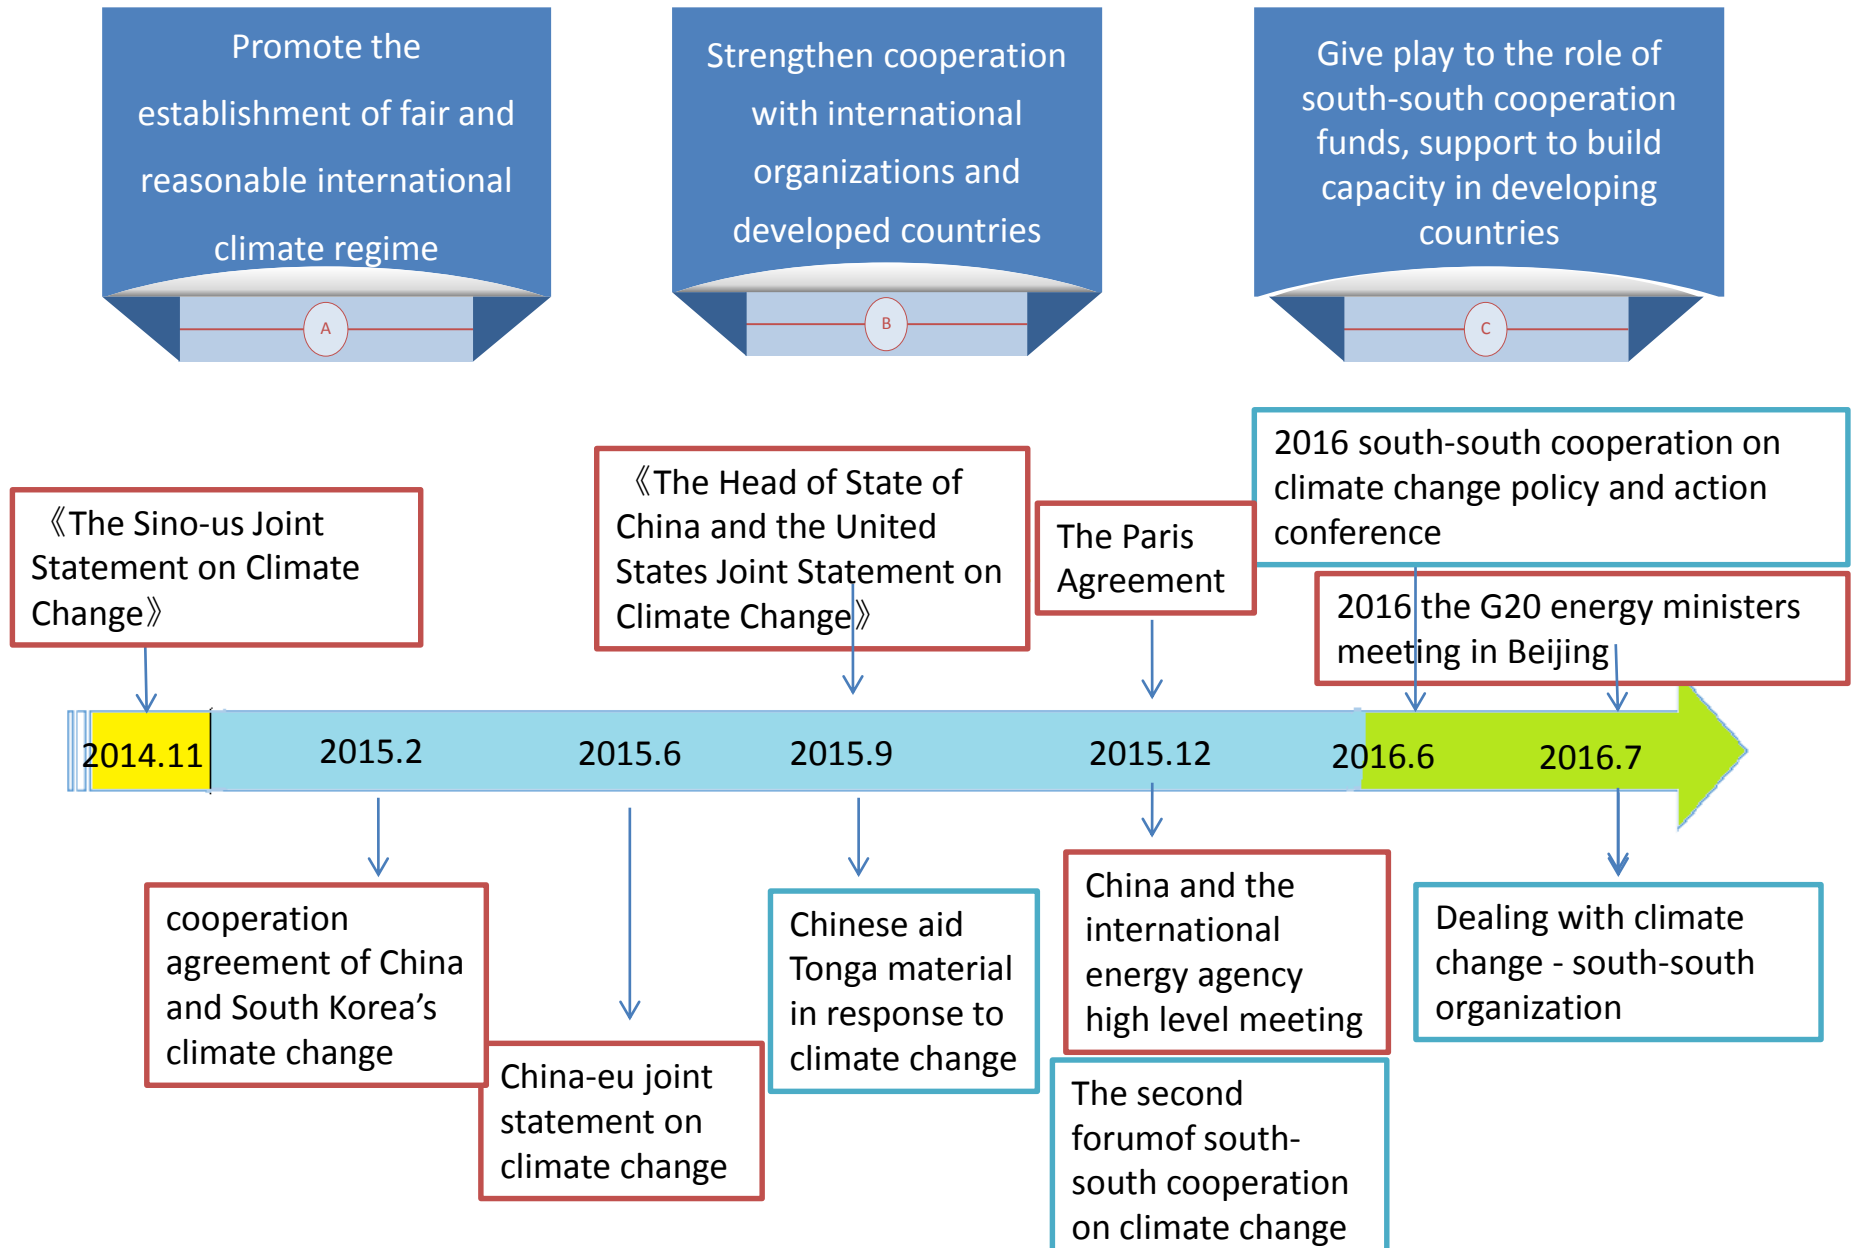 Promote the
establishment of fair and
reasonable international
climate regime
A
Strengthen cooperation
with international
organizations and
developed countries
B
Give play to the role of
south-south cooperation
funds, support to build
capacity in developing
countries
C
《The Sino-us Joint
Statement on Climate
Change》
《The Head of State of
China and the United
States Joint Statement on
Climate Change》
The Paris
Agreement
2016 south-south cooperation on
climate change policy and action
conference
2016 the G20 energy ministers
meeting in Beijing
2014.11
2015.2
2015.6
2015.9
2015.12
2016.6
2016.7
cooperation
agreement of China
and South Korea’s
climate change
China-eu joint
statement on
climate change
Chinese aid
Tonga material
in response to
climate change
China and the
international
energy agency
high level meeting
The second
forumof south-
south cooperation
on climate change
Dealing with climate
change - south-south
organization